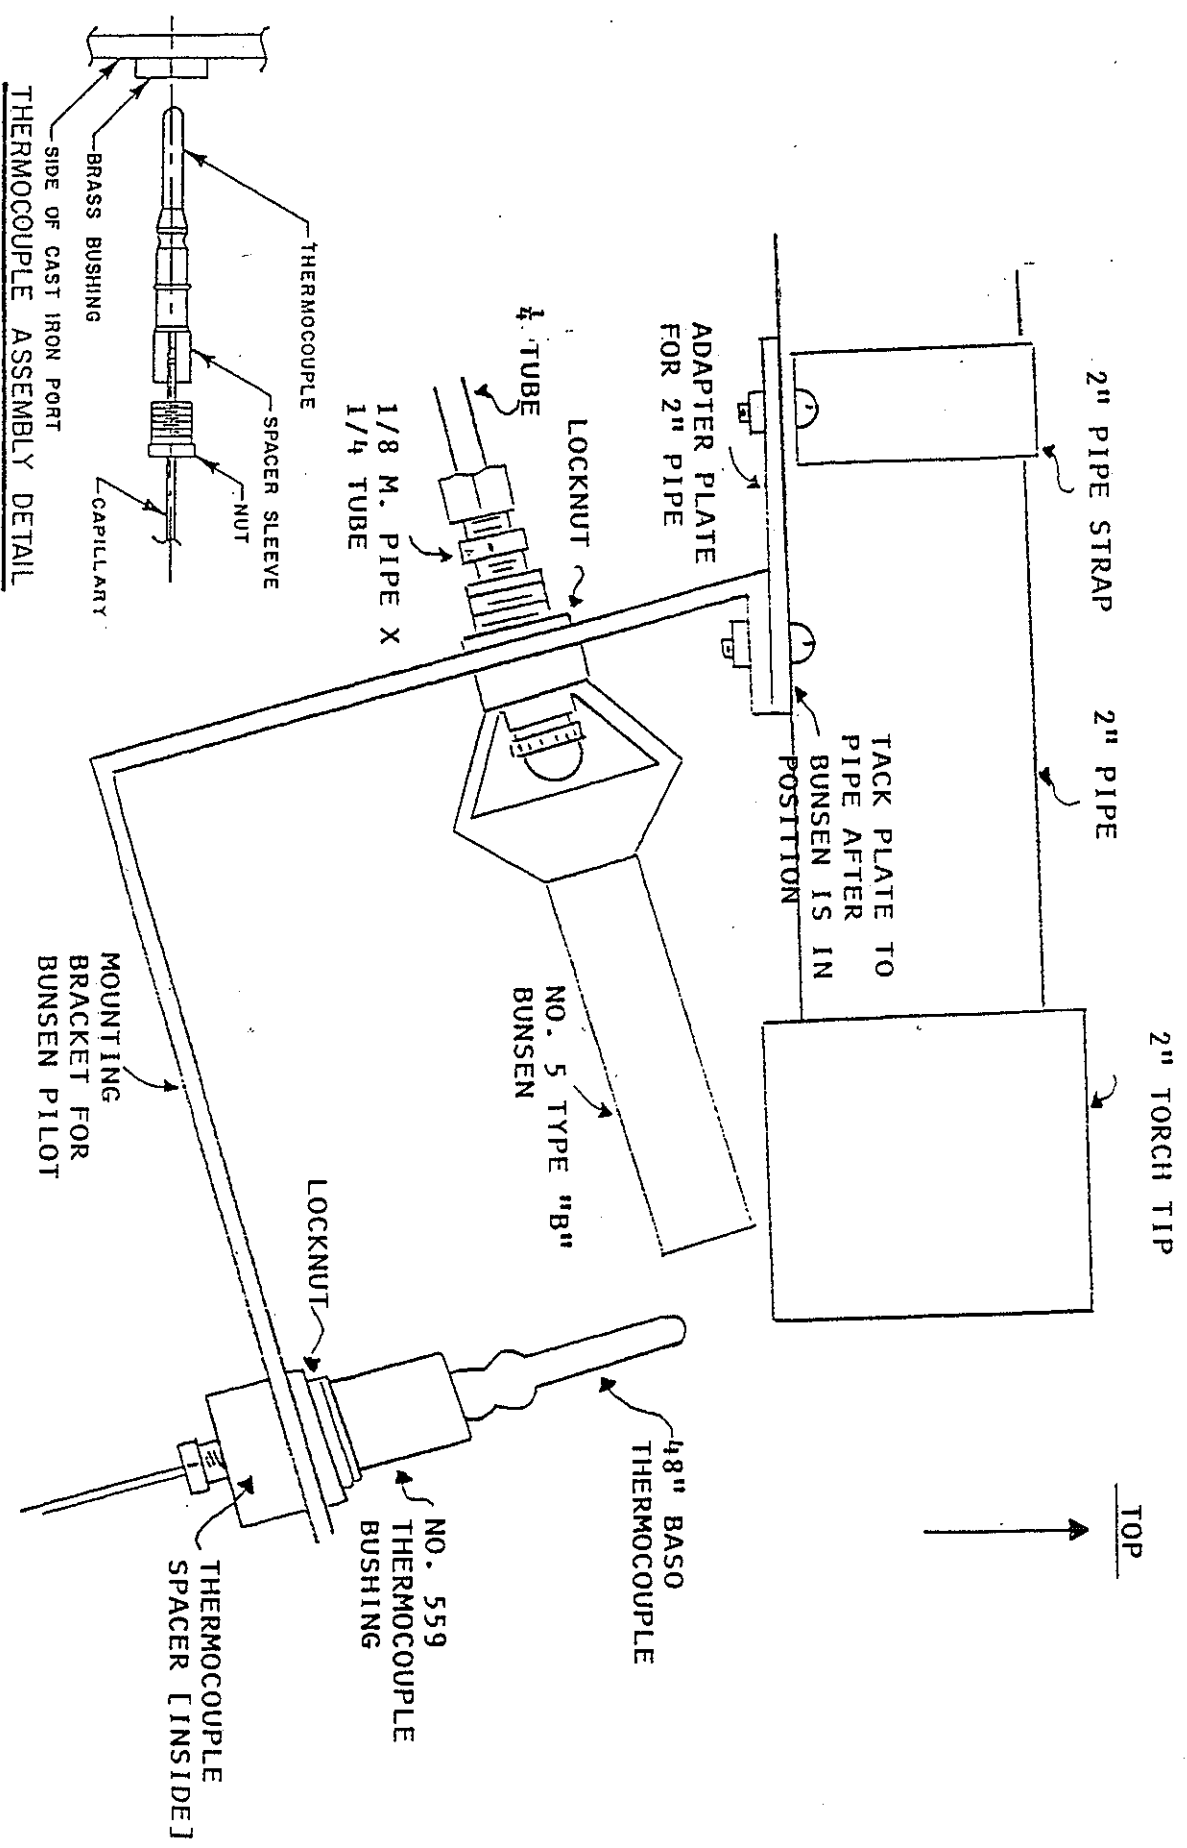 2" PIPE STRAP
2" PIPE
2" TORCH TIP
TOP
ADAPTER PLATE
FOR 2" PIPE
TACK PLATE TO
PIPE AFTER
BUNSEN IS IN
POSITION
¼ TUBE
LOCKNUT
1/8 M. PIPE X
1/4 TUBE
NO. 5 TYPE "B"
BUNSEN
48" BASO
THERMOCOUPLE
MOUNTING
BRACKET FOR
BUNSEN PILOT
LOCKNUT
NO. 559
THERMOCOUPLE
BUSHING
THERMOCOUPLE
SPACER [INSIDE]
THERMOCOUPLE
SPACER SLEEVE
NUT
CAPILLARY
BRASS BUSHING
SIDE OF CAST IRON PORT
THERMOCOUPLE ASSEMBLY DETAIL